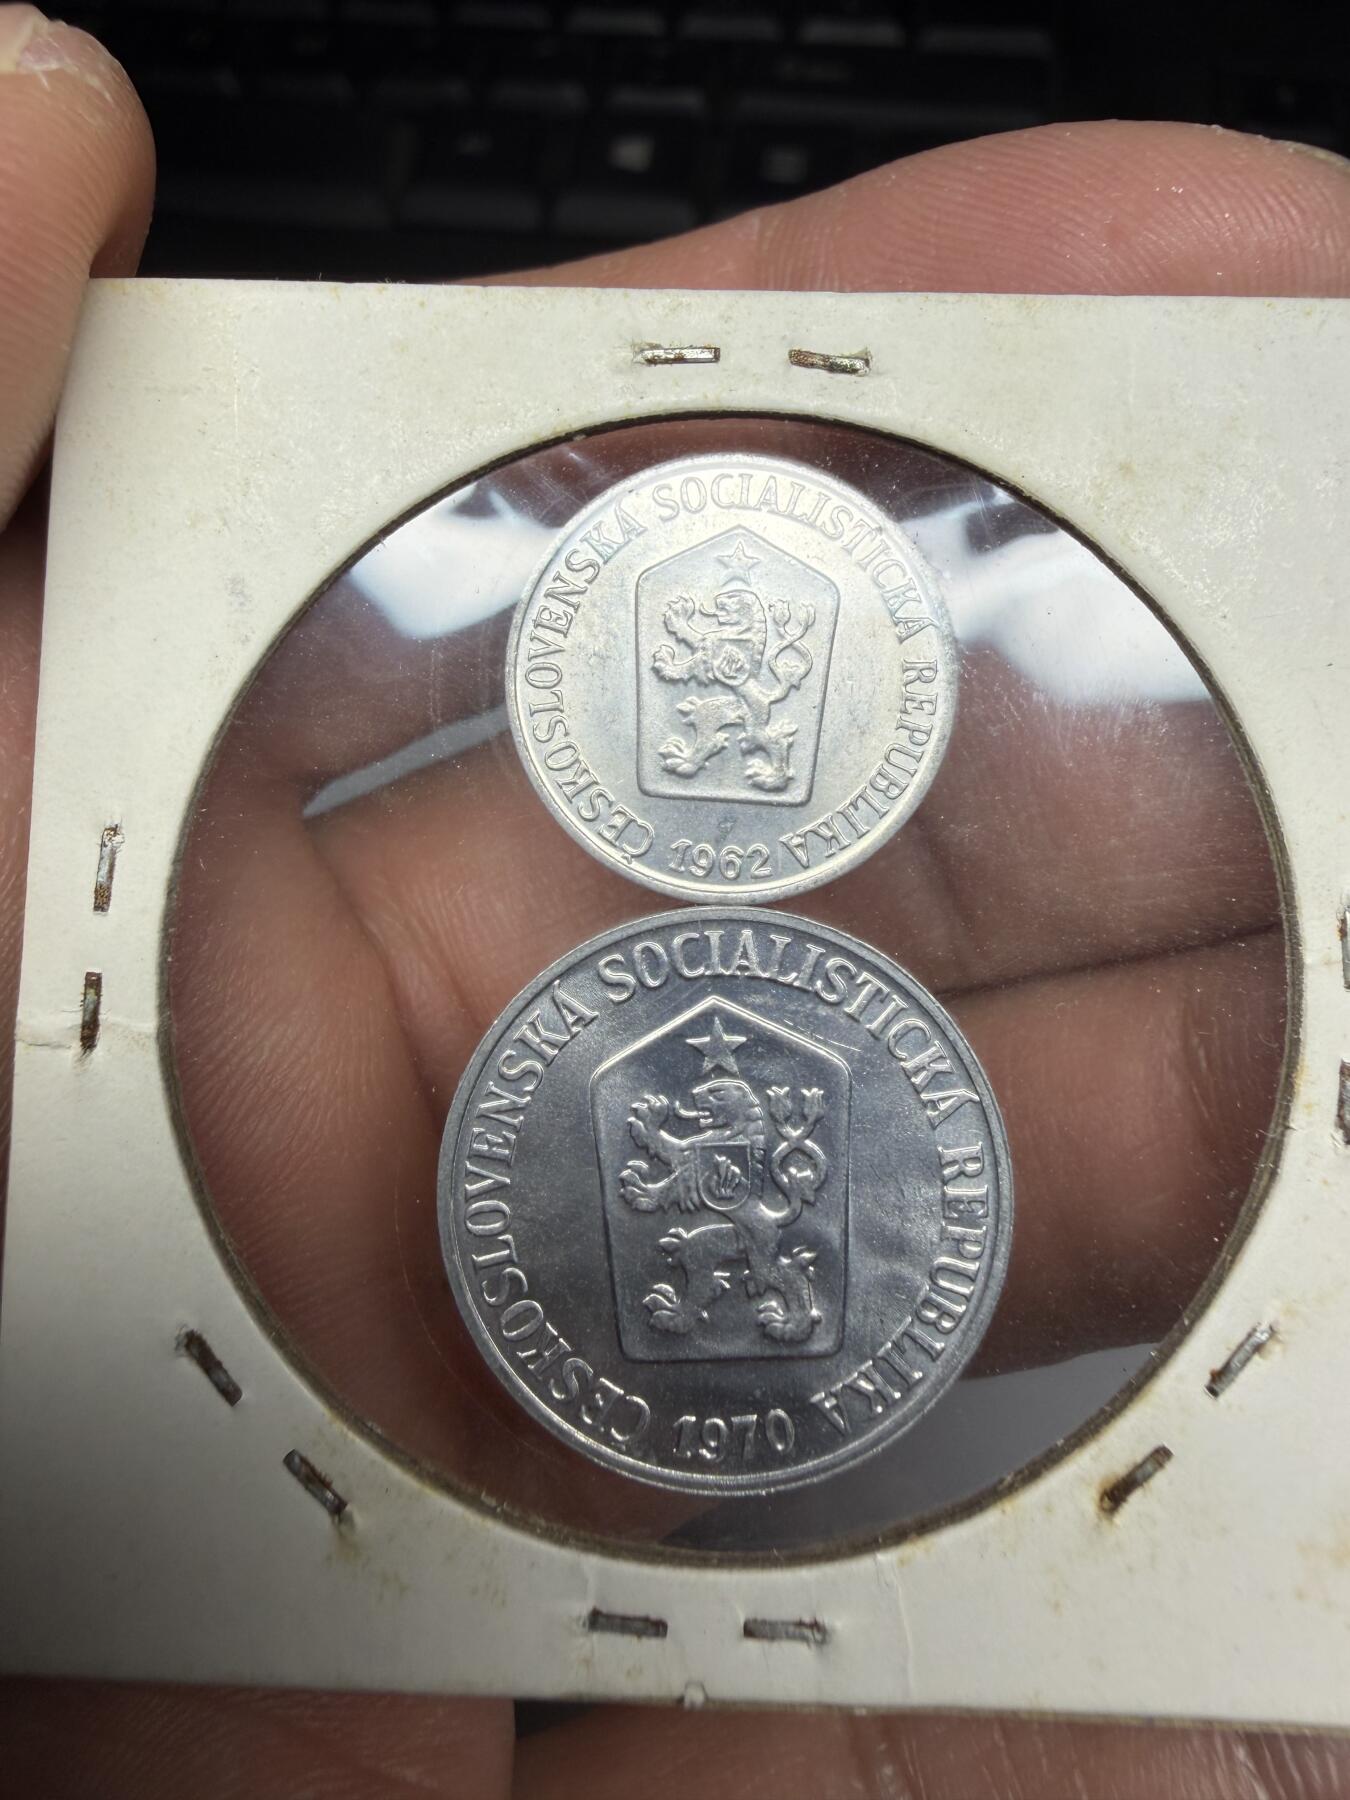 ČESKOSLOVENSKÁ SOCIALISTICKÁ REPUBLIKA
1962
ČESKOSLOVENSKÁ SOCIALISTICKÁ REPUBLIKA
1970